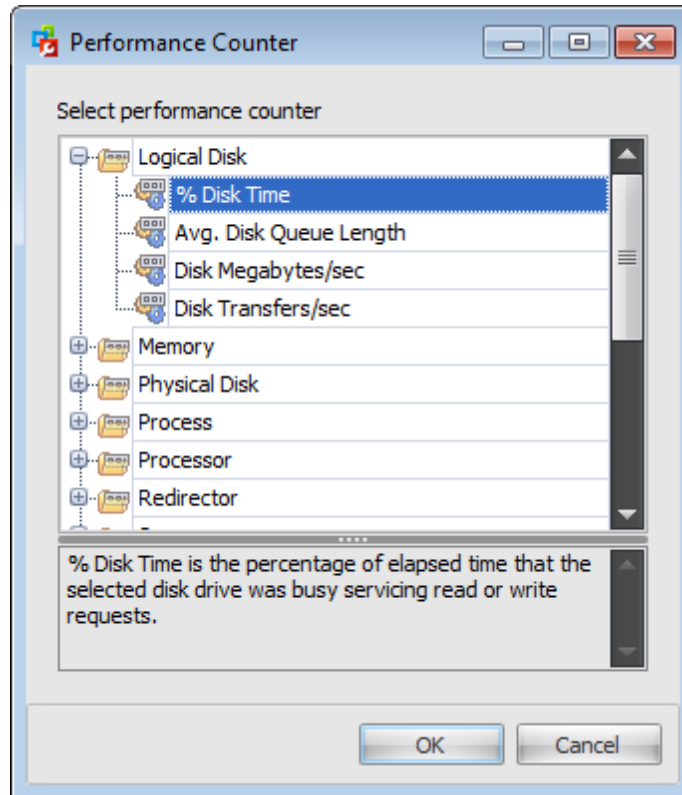 Performance Counter
Select performance counter
Logical Disk
% Disk Time
Avg. Disk Queue Length
Disk Megabytes/sec
Disk Transfers/sec
Memory
Physical Disk
Process
Processor
Redirector
% Disk Time is the percentage of elapsed time that the
selected disk drive was busy servicing read or write
requests.
OK
Cancel